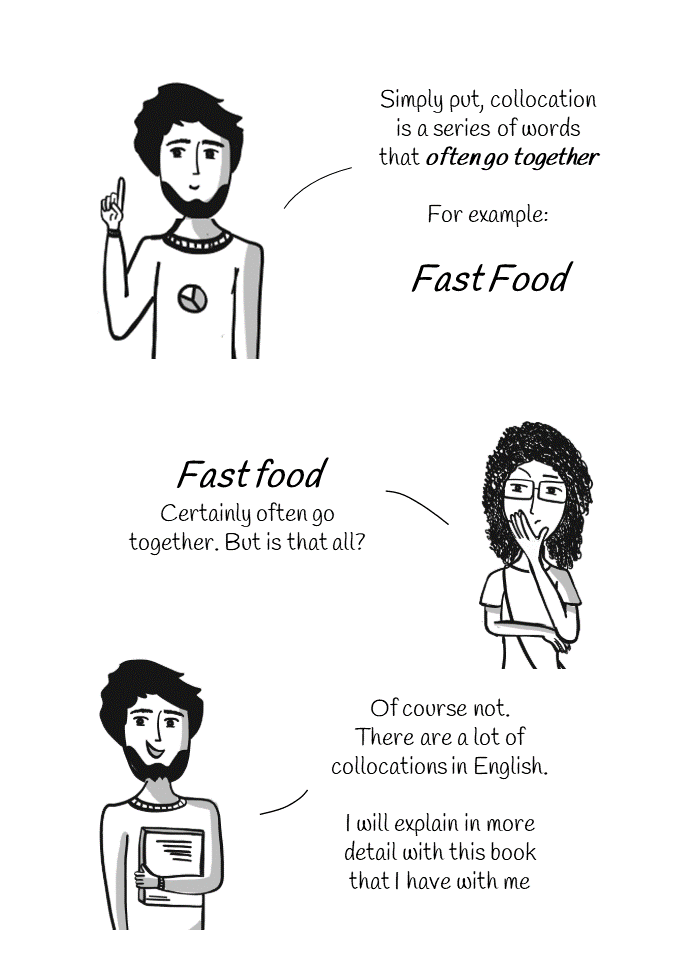 Simply put, collocation
is a series of words
that often go together
For example:
Fast Food
Fast food
Certainly often go
together. But is that all?
Of course not.
There are a lot of
collocations in English.
I will explain in more
detail with this book
that I have with me